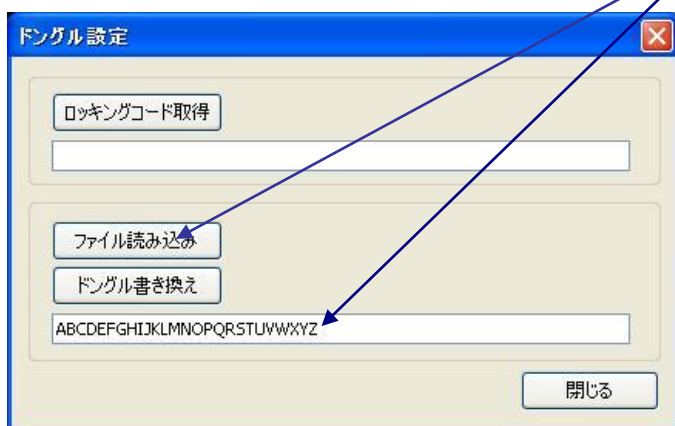 ドングル設定
ロッキングコード取得
ファイル読み込み
ドングル書き換え
ABCDEFGHIJKLMNOPQRSTUVWXYZ
閉じる